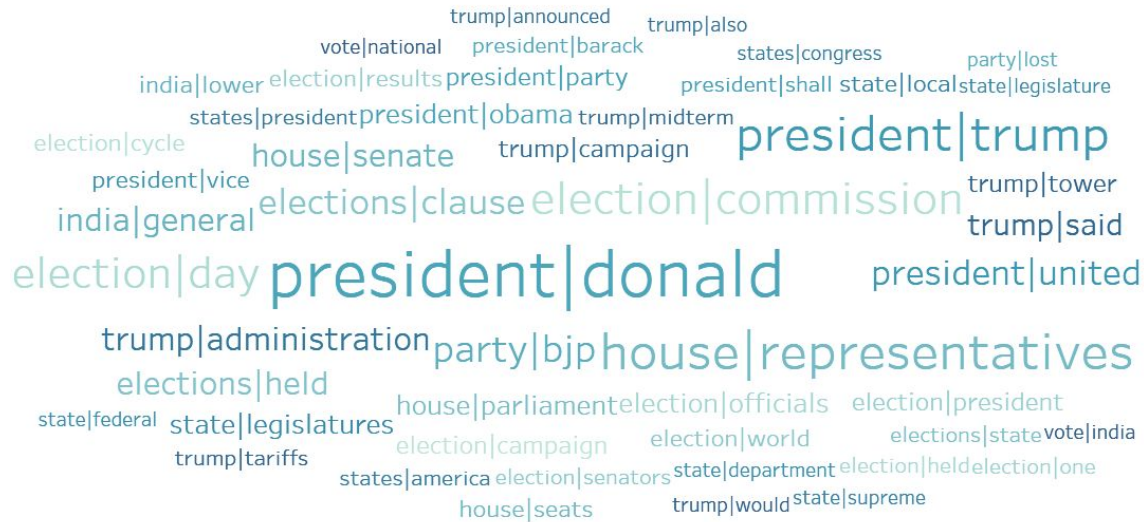 trump|announced trump|also
vote|national president|barack states|congress party|lost
india|lower election|results president|party president|shall state|local state|legislature
states|president president|obama trump|midterm president|trump
election|cycle house|senate trump|campaign
president|vice elections|clause election|commission trump|tower
india|general trump|said
election|day president|donald president|united
trump|administration party|bjp house|representatives
elections|held
state|federal state|legislatures house|parliament election|officials election|president
trump|tariffs election|campaign election|world elections|state vote|india
states|america election|senators state|department election|held election|one
house|seats trump|would state|supreme